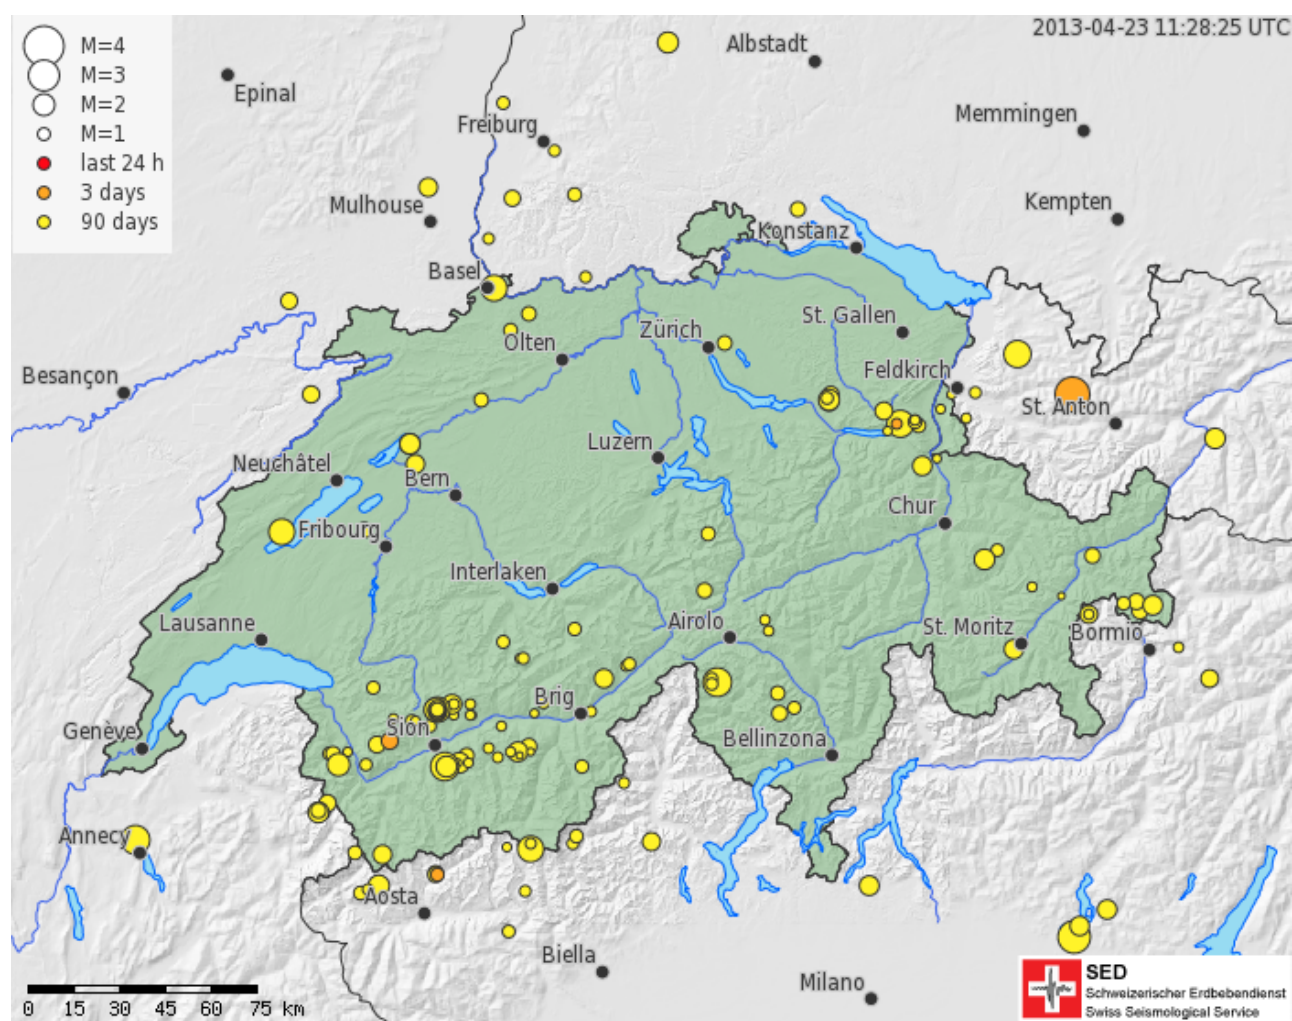 2013-04-23 11:28:25 UTC
M=4
M=3
M=2
M=1
last 24 h
3 days
90 days
Albstadt
Epinal
Memmingen
Freiburg
Mulhouse
Kempten
Konstanz
Basel
St. Gallen
Zürich
Olten
Feldkirch
Besançon
St. Anton
Luzern
Neuchâtel
Bern
Chur
Fribourg
Interlaken
Lausanne
Airolo
St. Moritz
Bormio
Brig
Sion
Genève
Bellinzona
Annecy
Aosta
Biella
Milano
0 15 30 45 60 75 km
SED
Schweizerischer Erdbebendienst
Swiss Seismological Service